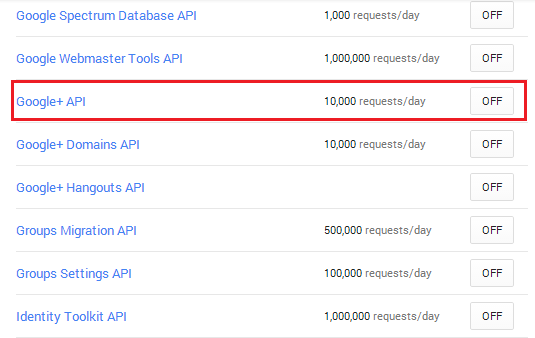 Google Spectrum Database API 1,000 requests/day OFF
Google Webmaster Tools API 1,000,000 requests/day OFF
Google+ API 10,000 requests/day OFF
Google+ Domains API 10,000 requests/day OFF
Google+ Hangouts API
Groups Migration API 500,000 requests/day OFF
Groups Settings API 100,000 requests/day OFF
Identity Toolkit API 1,000,000 requests/day OFF